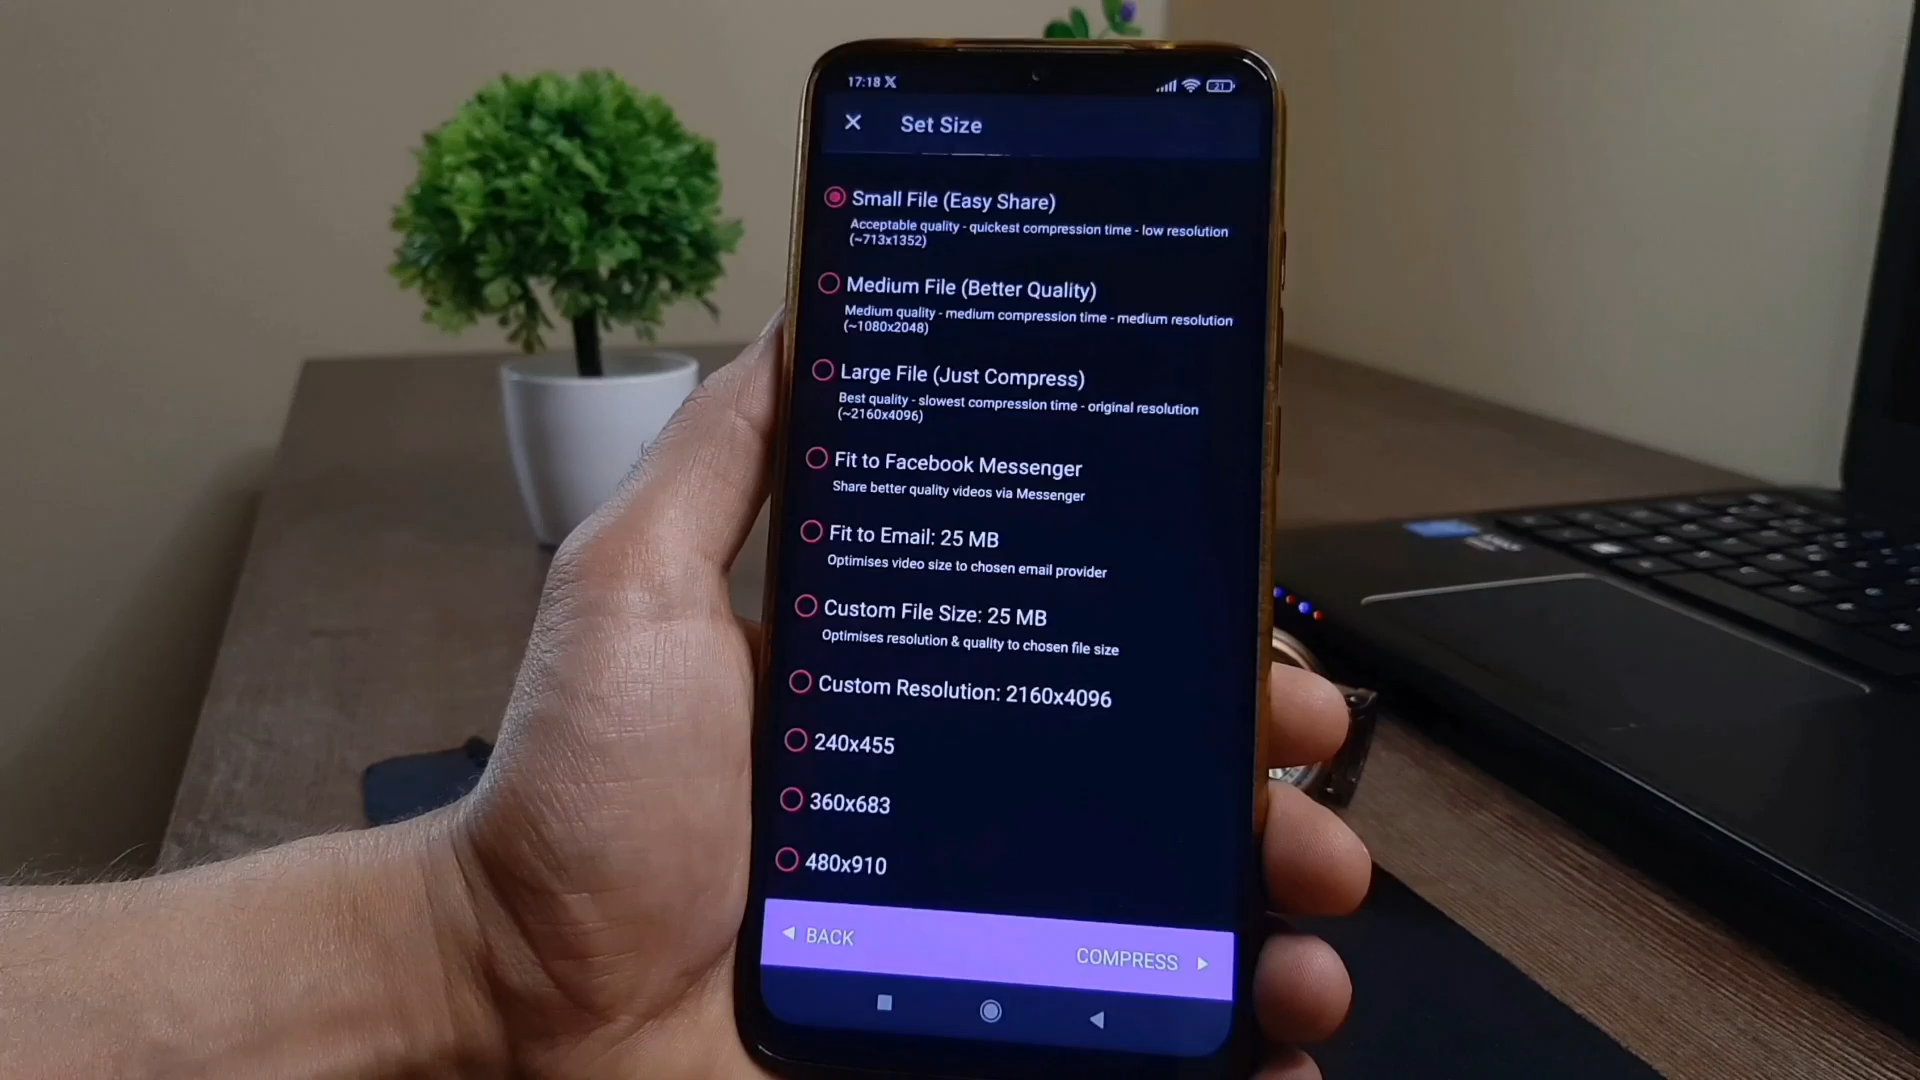 17:18 X
21
Set Size
Small File (Easy Share)
Acceptable quality - quickest compression time - low resolution
(~713x1352)
Medium File (Better Quality)
Medium quality - medium compression time - medium resolution
(~1080x2048)
Large File (Just Compress)
Best quality - slowest compression time - original resolution
(~2160x4096)
Fit to Facebook Messenger
Share better quality videos via Messenger
Fit to Email: 25 MB
Optimises video size to chosen email provider
Custom File Size: 25 MB
Optimises resolution & quality to chosen file size
Custom Resolution: 2160x4096
240x455
360x683
480x910
BACK
COMPRESS